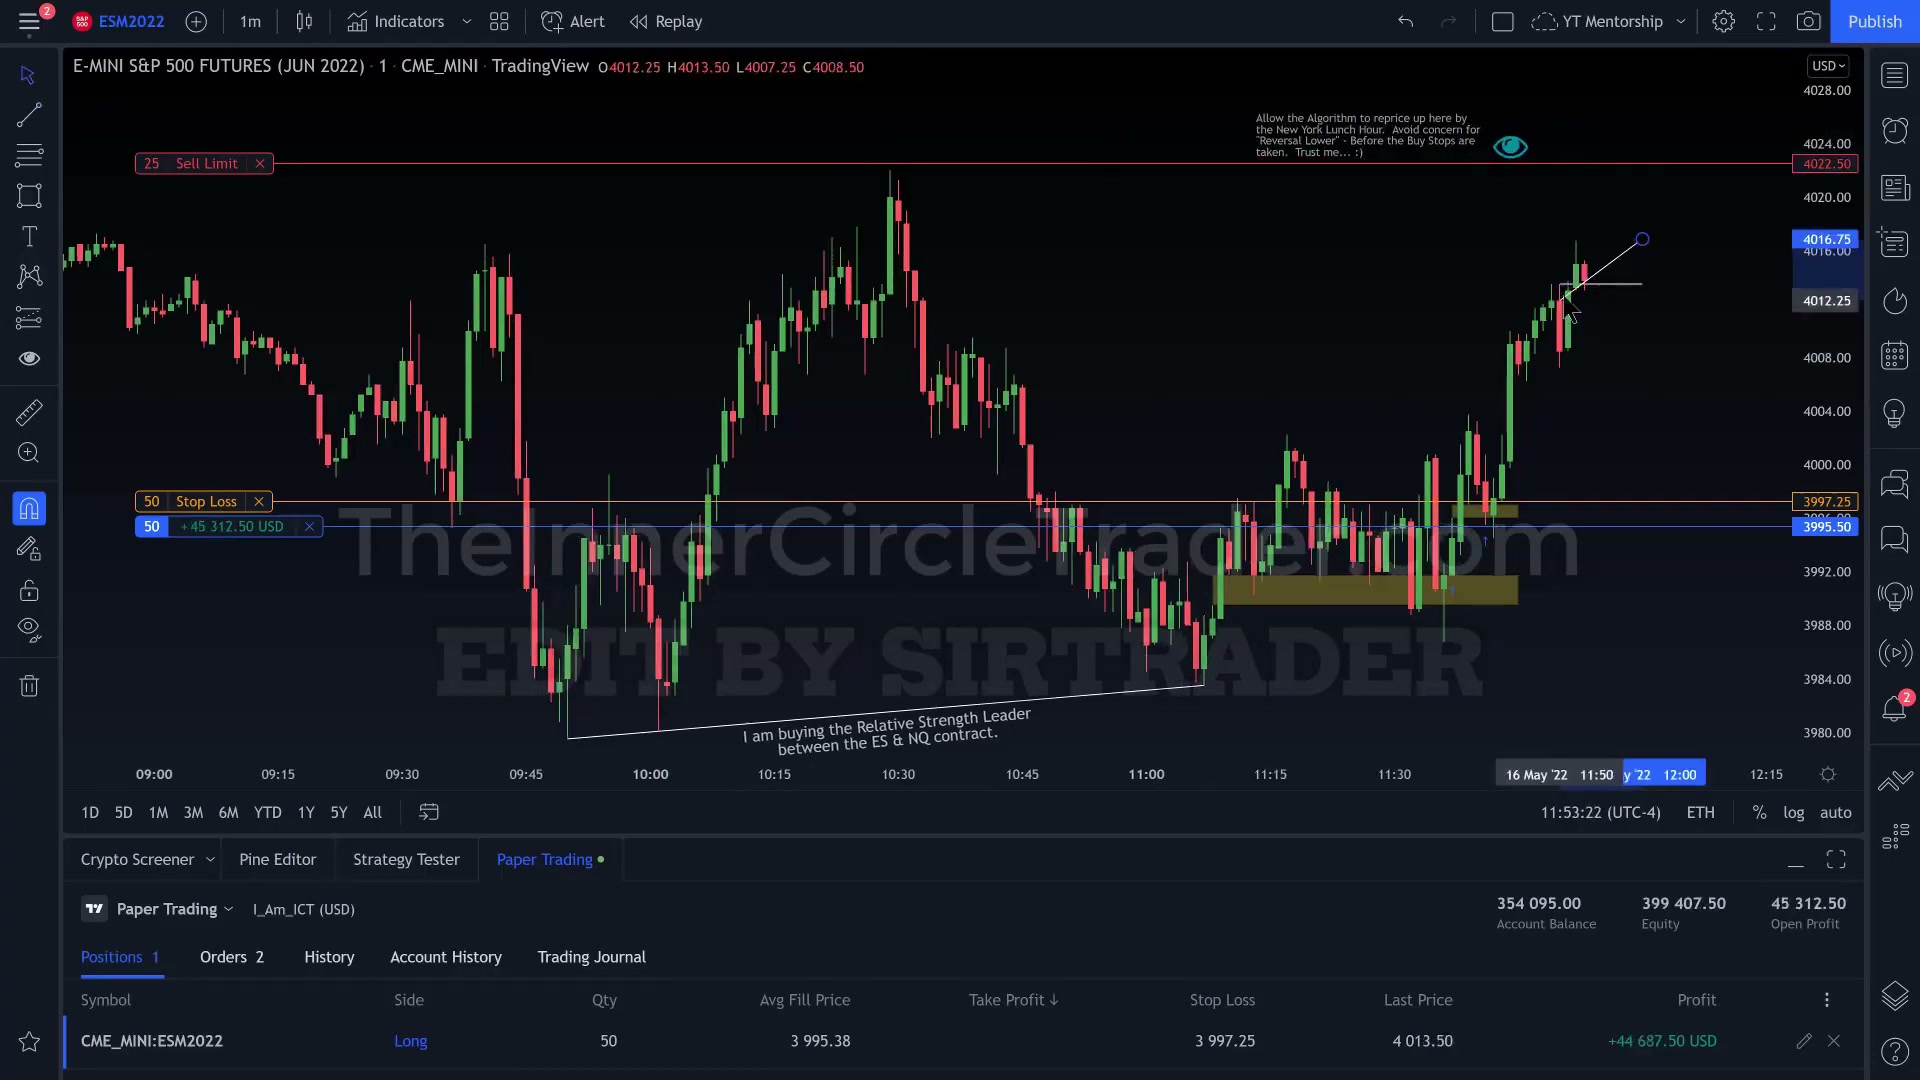 2
S&P 500
ESM2022
1m
Indicators
Alert
Replay
YT Mentorship
Publish
E-MINI S&P 500 FUTURES (JUN 2022) · 1 · CME_MINI · TradingView O4012.25 H4013.50 L4007.25 C4008.50
USD
4028.00
Allow the Algorithm to reprice up here by
the New York Lunch Hour. Avoid concern for
"Reversal Lower" - Before the Buy Stops are
taken. Trust me... :)
4024.00
25 Sell Limit
4022.50
4020.00
4016.75
4016.00
4012.25
4008.00
4004.00
4000.00
50 Stop Loss
3997.25
50 +45 312.50 USD
3995.50
TheInnerCircleTrader.com
3992.00
3988.00
EDIT BY SIRTRADER
3984.00
I am buying the Relative Strength Leader
between the ES & NQ contract.
3980.00
2
09:00 09:15 09:30 09:45 10:00 10:15 10:30 10:45 11:00 11:15 11:30 16 May '22 11:50 y '22 12:00 12:15
1D 5D 1M 3M 6M YTD 1Y 5Y All
11:53:22 (UTC-4) ETH % log auto
Crypto Screener Pine Editor Strategy Tester Paper Trading
Paper Trading I_Am_ICT (USD)
354 095.00 399 407.50 45 312.50
Account Balance Equity Open Profit
Positions 1 Orders 2 History Account History Trading Journal
Symbol Side Qty Avg Fill Price Take Profit ↓ Stop Loss Last Price Profit
CME_MINI:ESM2022 Long 50 3 995.38 3 997.25 4 013.50 +44 687.50 USD